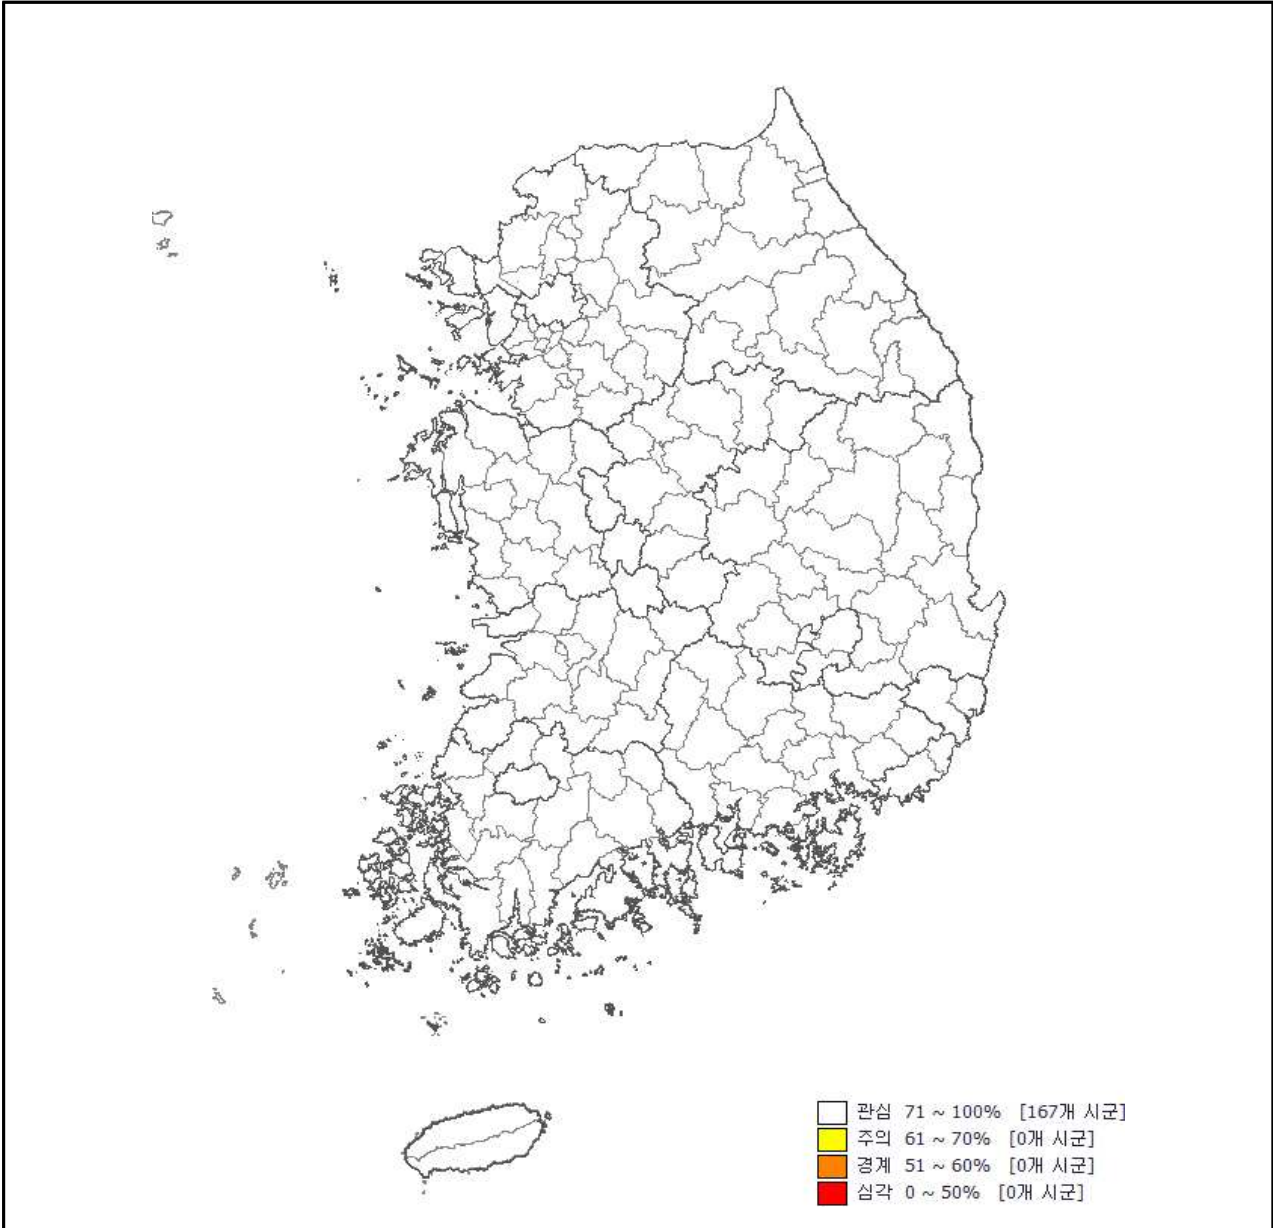 관심 71 ~ 100% [167개 시군]
주의 61 ~ 70% [0개 시군]
경계 51 ~ 60% [0개 시군]
심각 0 ~ 50% [0개 시군]